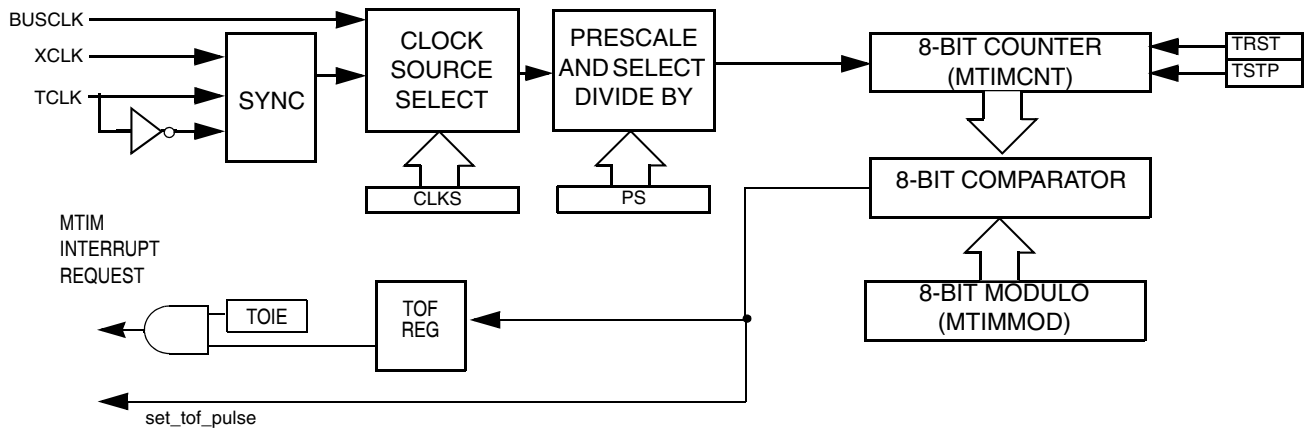 BUSCLK
XCLK
TCLK
SYNC
CLOCK
SOURCE
SELECT
CLKS
PRESCALE
AND SELECT
DIVIDE BY
PS
8-BIT COUNTER
(MTIMCNT)
TRST
TSTP
8-BIT COMPARATOR
8-BIT MODULO
(MTIMMOD)
MTIM
INTERRUPT
REQUEST
TOIE
TOF
REG
set_tof_pulse